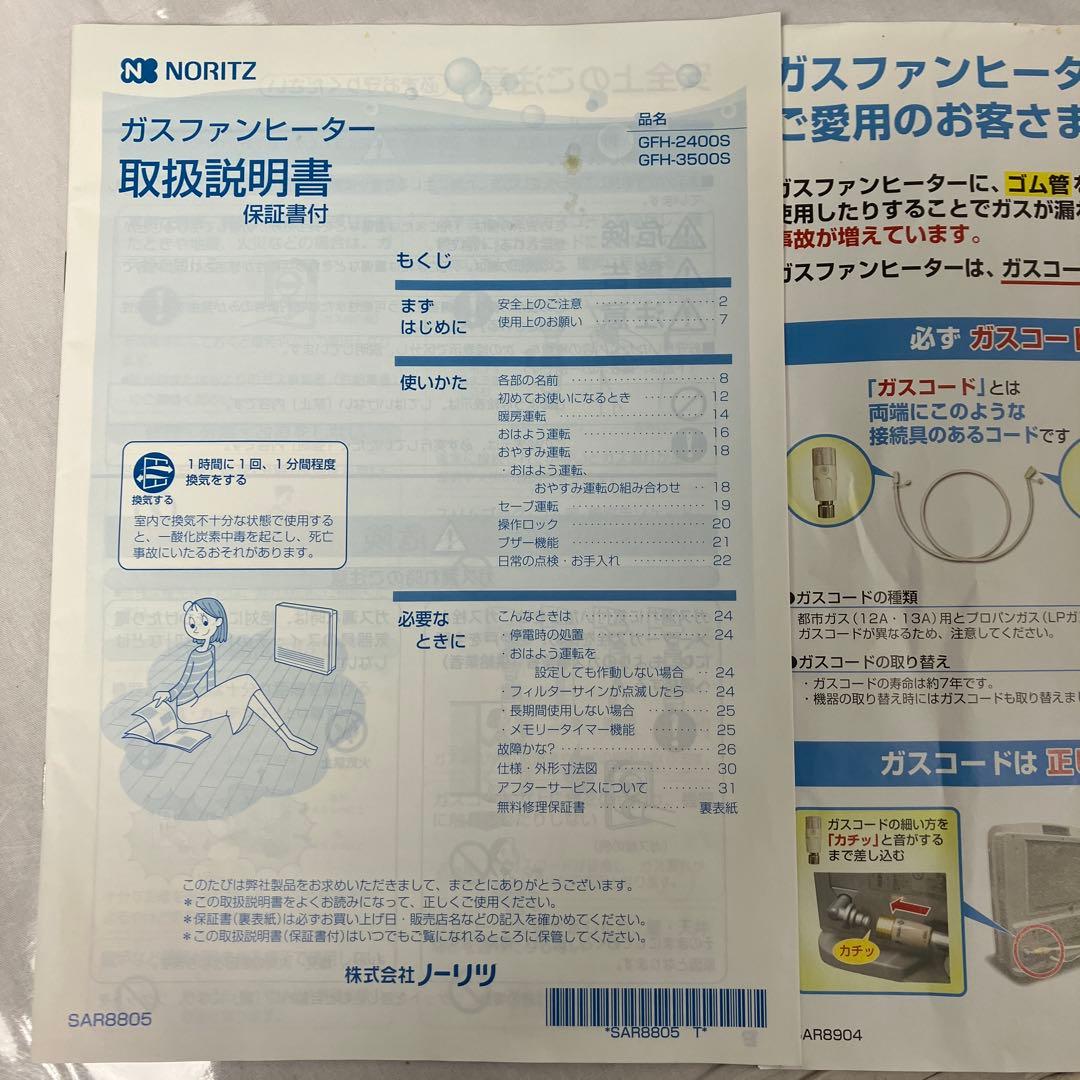 NORITZ
ガスファンヒーター
取扱説明書
保証書付
品名
GFH-2400S
GFH-3500S
もくじ
まず
はじめに
安全上のご注意 ………………… 2
使用上のお願い ………………… 7
使いかた
各部の名前 ………………… 8
初めてお使いになるとき ………… 12
暖房運転 ………………… 14
おはよう運転 ………………… 16
おやすみ運転 ………………… 18
・おはよう運転、
おやすみ運転の組み合わせ ‥ 18
セーブ運転 ………………… 19
操作ロック ………………… 20
ブザー機能 ………………… 21
日常の点検・お手入れ ………… 22
必要な
ときに
こんなときは ………………… 24
・停電時の処置 ………………… 24
・おはよう運転を
設定しても作動しない場合 ‥ 24
・フィルターサインが点滅したら ‥ 24
・長期間使用しない場合 ……… 25
・メモリータイマー機能 ……… 25
故障かな? ………………… 26
仕様・外形寸法図 ………………… 30
アフターサービスについて ……… 31
無料修理保証書 ………………… 裏表紙
換気する
1時間に1回、1分間程度
換気をする
室内で換気不十分な状態で使用する
と、一酸化炭素中毒を起こし、死亡
事故にいたるおそれがあります。
このたびは弊社製品をお求めいただきまして、まことにありがとうございます。
*この取扱説明書をよくお読みになって、正しくご使用ください。
*保証書(裏表紙)は必ずお買い上げ日・販売店名などの記入を確かめてください。
*この取扱説明書(保証書付)はいつでもご覧になれるところに保管してください。
株式会社ノーリツ
SAR8805
*SAR8805 T*
ガスファンヒータ
ご愛用のお客さま
ガスファンヒーターに、ゴム管を
使用したりすることでガスが漏れ
事故が増えています。
ガスファンヒーターは、ガスコー
必ず ガスコード
「ガスコード」とは
両端にこのような
接続具のあるコードです
●ガスコードの種類
都市ガス(12A・13A)用とプロパンガス(LPガ
ガスコードが異なるため、注意してください。
●ガスコードの取り替え
・ガスコードの寿命は約7年です。
・機器の取り替え時にはガスコードも取り替えまし
ガスコードは 正し
ガスコードの細い方を
「カチッ」と音がする
まで差し込む
カチッ
SAR8904